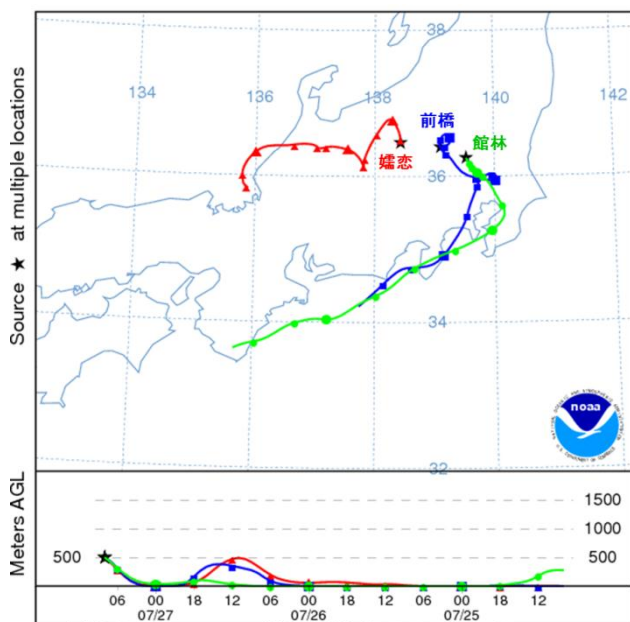 Source ★ at multiple locations
38
134
136
138
140
142
前橋
館林
嬬恋
36
34
32
noaa
Meters AGL
1500
1000
500
500
06 00 18 12 06 00 18 12 06 00 18 12
07/27 07/26 07/25